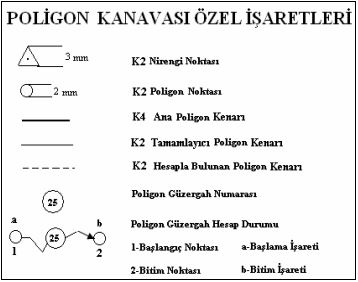 POLİGON KANAVASI ÖZEL İŞARETLERİ
3 mm K2 Nirengi Noktası
2 mm K2 Poligon Noktası
K4 Ana Poligon Kenarı
K2 Tamamlayıcı Poligon Kenarı
K2 Hesapla Bulunan Poligon Kenarı
25 Poligon Güzergah Numarası
a b Poligon Güzergah Hesap Durumu
25
1 2 1-Başlangıç Noktası a-Başlama İşareti
2-Bitim Noktası b-Bitim İşareti